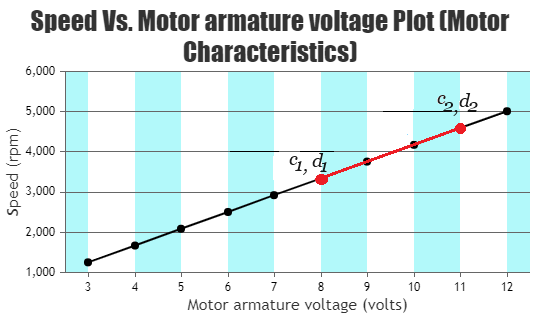 Speed Vs. Motor armature voltage Plot (Motor
Characteristics)
6,000
5,000
4,000
3,000
2,000
1,000
Speed (rpm)
c₂, d₂
c₁, d₁
3 4 5 6 7 8 9 10 11 12
Motor armature voltage (volts)